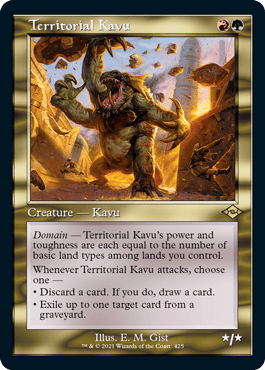 Territorial Kavu
Creature — Kavu
Domain — Territorial Kavu's power and
toughness are each equal to the number of
basic land types among lands you control.
Whenever Territorial Kavu attacks, choose
one —
• Discard a card. If you do, draw a card.
• Exile up to one target card from a
graveyard.
Illus. E. M. Gist
™ & © 2021 Wizards of the Coast 425
*/*